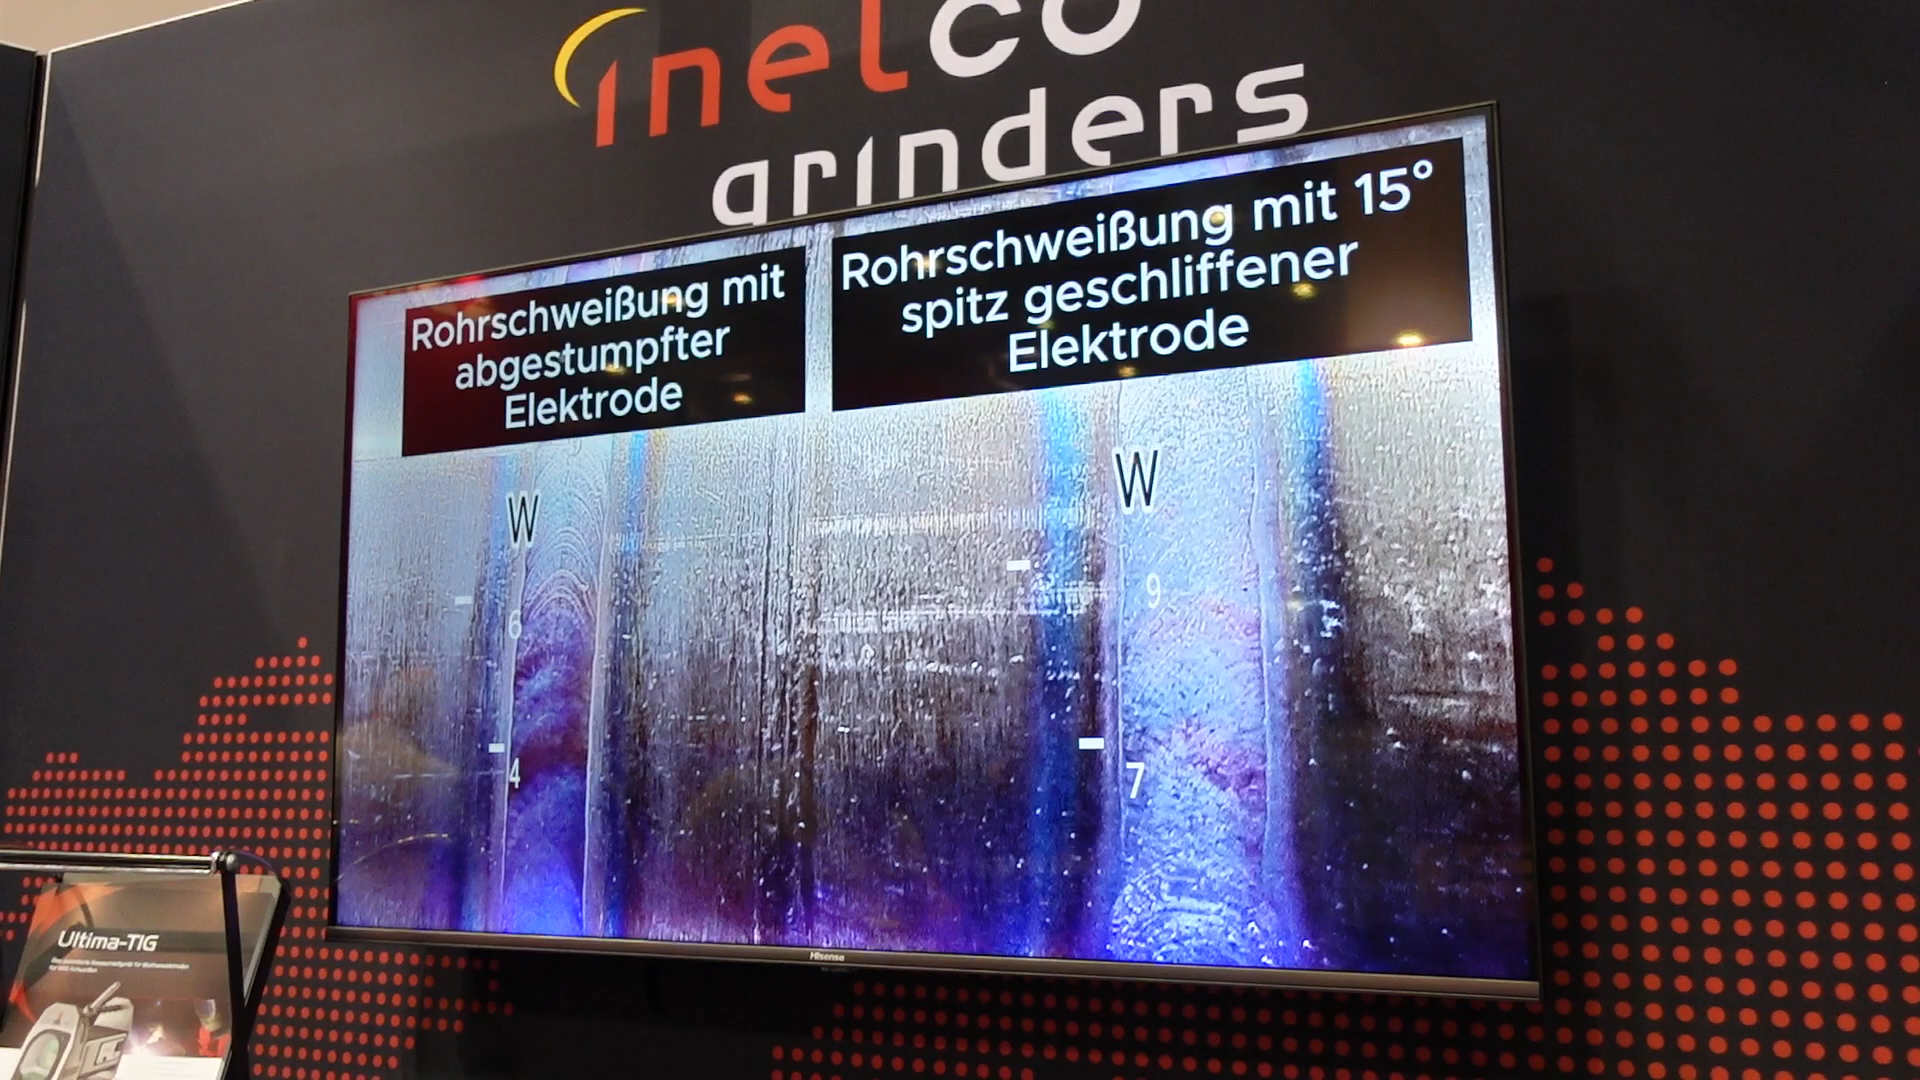 inelco
grinders
Rohrschweißung mit
abgestumpfter
Elektrode
Rohrschweißung mit 15°
spitz geschliffener
Elektrode
W
6
4
W
9
7
Hisense
Ultima-TIG